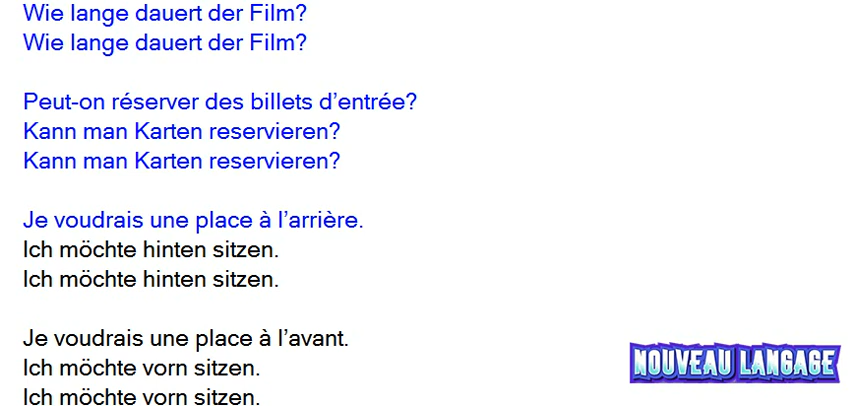 Wie lange dauert der Film?
Wie lange dauert der Film?
Peut-on réserver des billets d’entrée?
Kann man Karten reservieren?
Kann man Karten reservieren?
Je voudrais une place à l’arrière.
Ich möchte hinten sitzen.
Ich möchte hinten sitzen.
Je voudrais une place à l’avant.
Ich möchte vorn sitzen.
Ich möchte vorn sitzen.
NOUVEAU LANGAGE